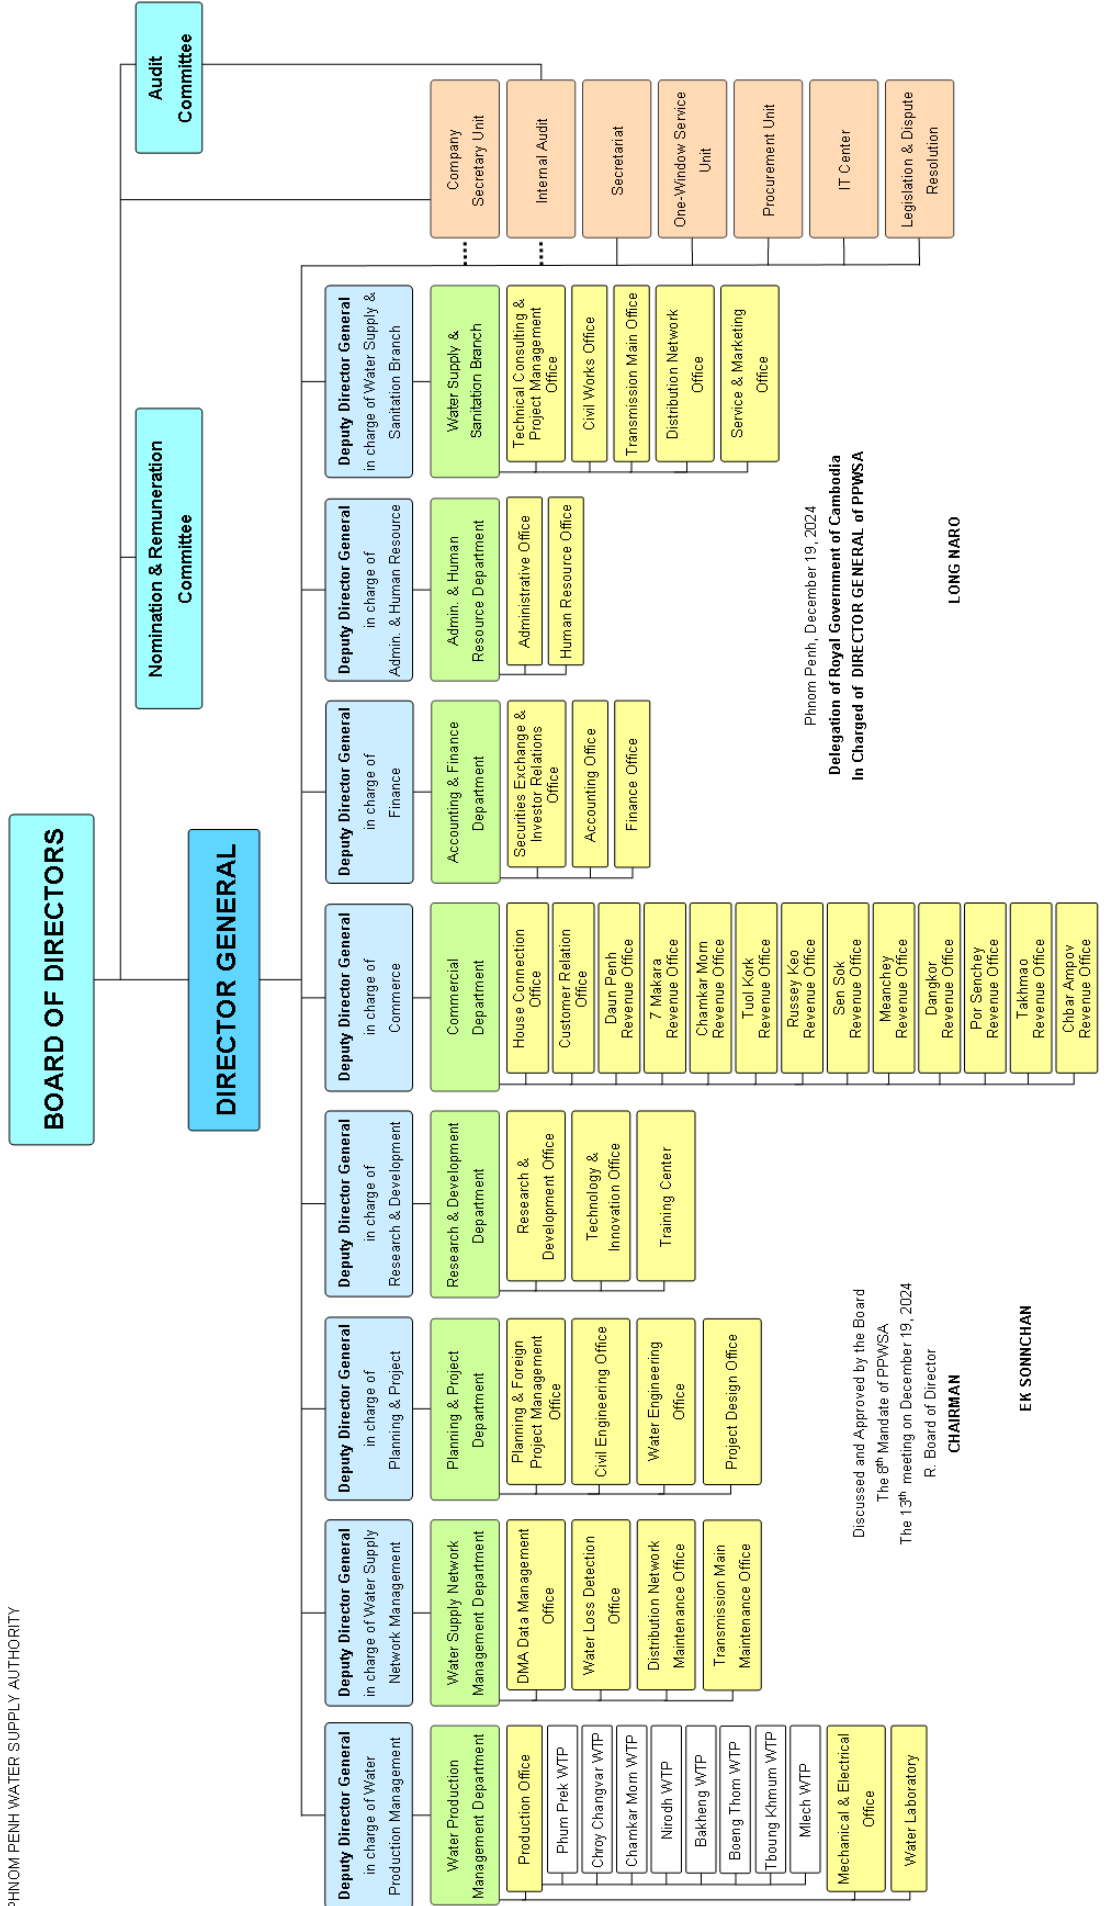 PHNOM PENH WATER SUPPLY AUTHORITY
BOARD OF DIRECTORS
Nomination & Remuneration
Committee
Audit
Committee
DIRECTOR GENERAL
Deputy Director General
in charge of Water
Production Management
Deputy Director General
in charge of Water Supply
Network Management
Deputy Director General
in charge of
Planning & Project
Deputy Director General
in charge of
Research & Development
Deputy Director General
in charge of
Commerce
Deputy Director General
in charge of
Finance
Deputy Director General
in charge of
Admin. & Human Resource
Deputy Director General
in charge of Water Supply &
Sanitation Branch
Water Production
Management Department
Production Office
Phum Prek WTP
Chroy Changvar WTP
Chamkar Morn WTP
Nirodh WTP
Bakheng WTP
Boeng Thom WTP
Tboung Khmum WTP
Mlech WTP
Mechanical & Electrical
Office
Water Laboratory
Water Supply Network
Management Department
DMA Data Management
Office
Water Loss Detection
Office
Distribution Network
Maintenance Office
Transmission Main
Maintenance Office
Planning & Project
Department
Planning & Foreign
Project Management
Office
Civil Engineering Office
Water Engineering
Office
Project Design Office
Research & Development
Department
Research &
Development Office
Technology &
Innovation Office
Training Center
Commercial
Department
House Connection
Office
Customer Relation
Office
Daun Penh
Revenue Office
7 Makara
Revenue Office
Chamkar Morn
Revenue Office
Tuol Kork
Revenue Office
Russey Keo
Revenue Office
Sen Sok
Revenue Office
Meanchey
Revenue Office
Dangkor
Revenue Office
Por Senchey
Revenue Office
Takhmao
Revenue Office
Chbar Ampov
Revenue Office
Accounting & Finance
Department
Securities Exchange &
Investor Relations
Office
Accounting Office
Finance Office
Admin. & Human
Resource Department
Administrative Office
Human Resource Office
Water Supply &
Sanitation Branch
Technical Consulting &
Project Management
Office
Civil Works Office
Transmission Main Office
Distribution Network
Office
Service & Marketing
Office
Company
Secretary Unit
Internal Audit
Secretariat
One-Window Service
Unit
Procurement Unit
IT Center
Legislation & Dispute
Resolution
Discussed and Approved by the Board
The 8th Mandate of PPWSA
The 13th meeting on December 19, 2024
R. Board of Director
CHAIRMAN
EK SONNCHAN
Phnom Penh, December 19, 2024
Delegation of Royal Government of Cambodia
In Charged of DIRECTOR GENERAL of PPWSA
LONG NARO